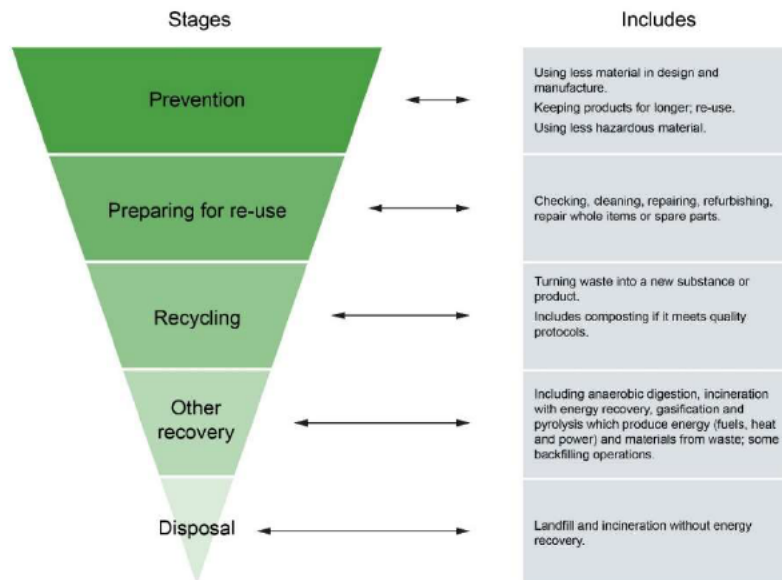 Stages
Includes
Prevention
Using less material in design and
manufacture.
Keeping products for longer; re-use.
Using less hazardous material.
Preparing for re-use
Checking, cleaning, repairing, refurbishing,
repair whole items or spare parts.
Recycling
Turning waste into a new substance or
product.
Includes composting if it meets quality
protocols.
Other
recovery
Including anaerobic digestion, incineration
with energy recovery, gasification and
pyrolysis which produce energy (fuels, heat
and power) and materials from waste; some
backfilling operations.
Disposal
Landfill and incineration without energy
recovery.